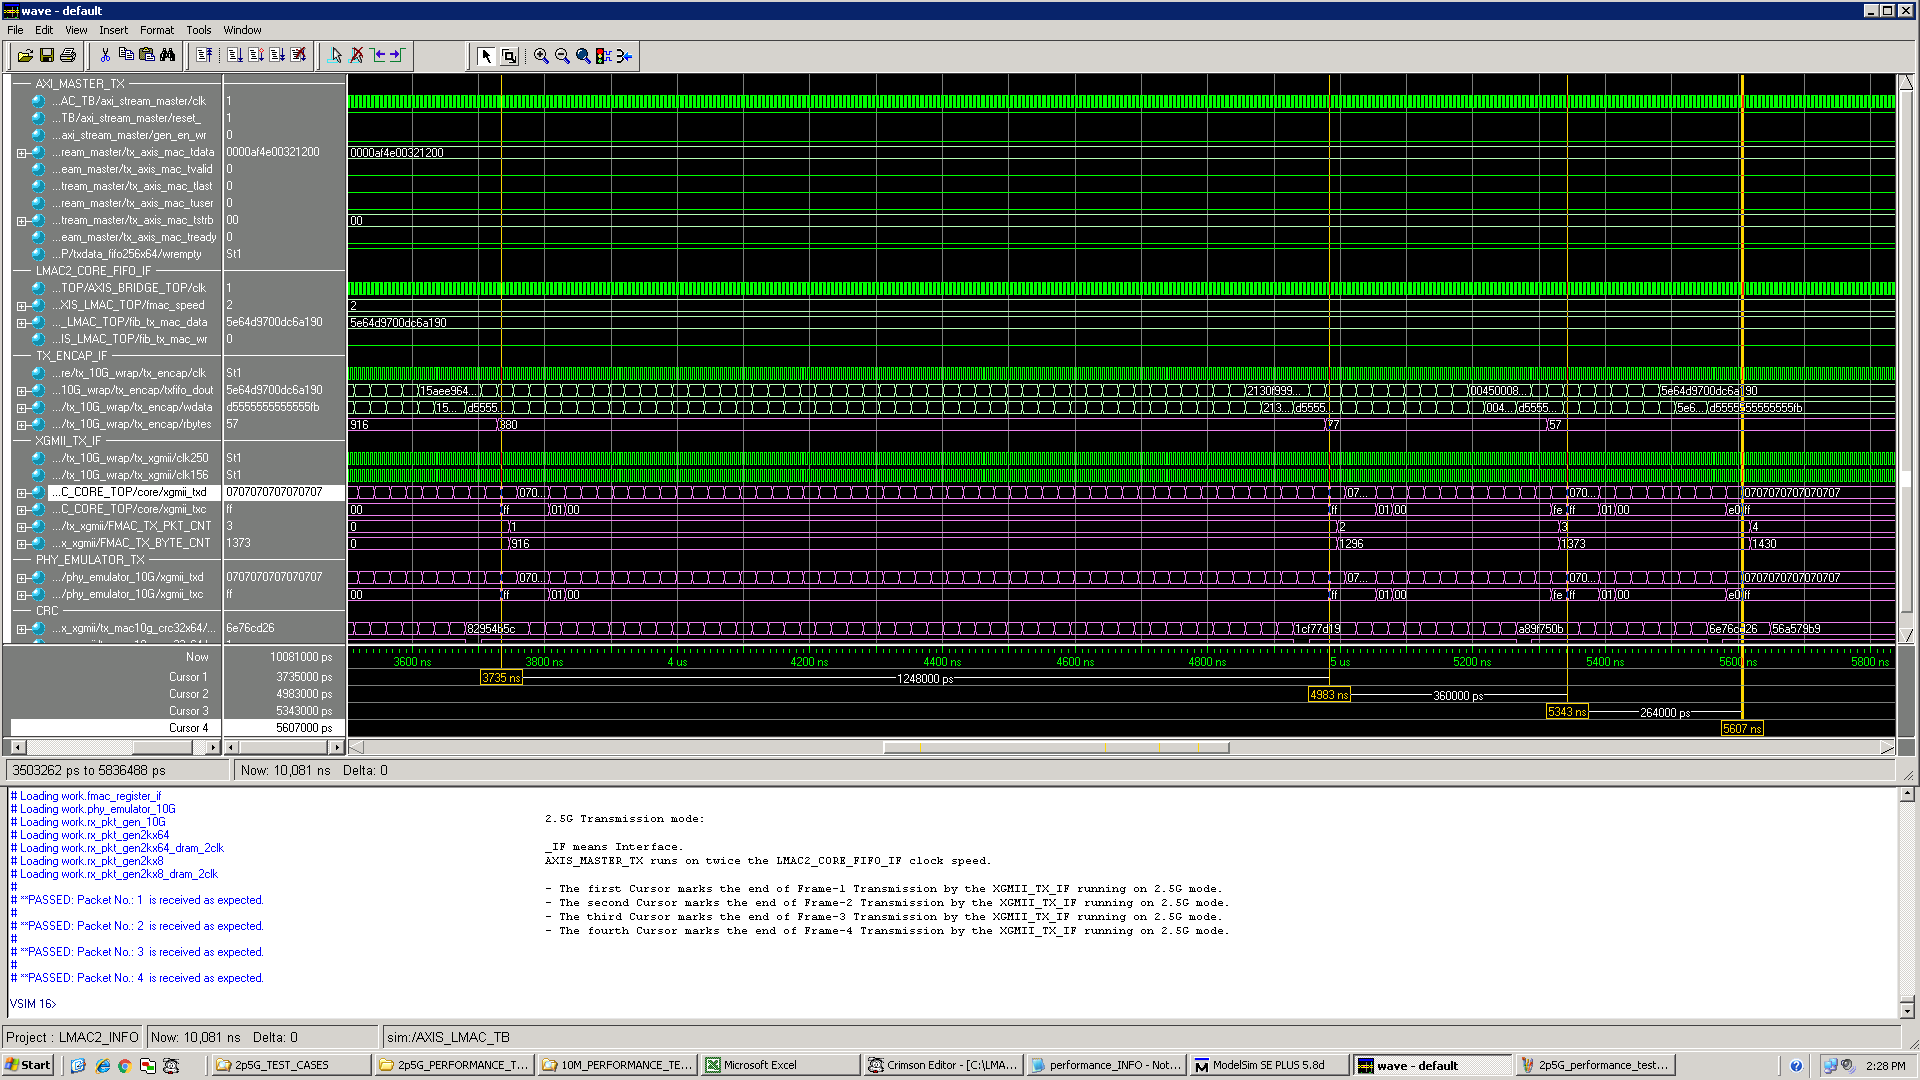 wave - default
File Edit View Insert Format Tools Window
AXI_MASTER_TX
...AC_TB/axi_stream_master/clk 1
...TB/axi_stream_master/reset_ 1
...axi_stream_master/gen_en_wr 0
...ream_master/tx_axis_mac_tdata 0000af4e00321200 0000af4e00321200
...eam_master/tx_axis_mac_tvalid 0
...tream_master/tx_axis_mac_tlast 0
...ream_master/tx_axis_mac_tuser 0
...tream_master/tx_axis_mac_tstrb 00 00
...eam_master/tx_axis_mac_tready 0
...P/txdata_fifo256x64/wrempty St1
LMAC2_CORE_FIFO_IF
...TOP/AXIS_BRIDGE_TOP/clk 1
...XIS_LMAC_TOP/fmac_speed 2 2
..._LMAC_TOP/fib_tx_mac_data 5e64d9700dc6a190 5e64d9700dc6a190
...IS_LMAC_TOP/fib_tx_mac_wr 0
TX_ENCAP_IF
...re/tx_10G_wrap/tx_encap/clk St1
...10G_wrap/tx_encap/txfifo_dout 5e64d9700dc6a190 15aee964... 2130f999... 00450008... 5e64d9700dc6a190
.../tx_10G_wrap/tx_encap/wdata d5555555555555fb 15... d5555... 213... d5555... 004... d5555... 5e6... d5555555555555fb
.../tx_10G_wrap/tx_encap/rbytes 57 916 880 77 57
XGMII_TX_IF
.../tx_10G_wrap/tx_xgmii/clk250 St1
.../tx_10G_wrap/tx_xgmii/clk156 St1
...C_CORE_TOP/core/xgmii_txd 0707070707070707 070... 07... 070... 0707070707070707
...C_CORE_TOP/core/xgmii_txc ff 00 ff 01 00 ff 01 00 fe ff 01 00 e0 ff
.../tx_xgmii/FMAC_TX_PKT_CNT 3 0 1 2 3 4
...x_xgmii/FMAC_TX_BYTE_CNT 1373 0 916 1296 1373 1430
PHY_EMULATOR_TX
.../phy_emulator_10G/xgmii_txd 0707070707070707 070... 07... 070... 0707070707070707
.../phy_emulator_10G/xgmii_txc ff 00 ff 01 00 ff 01 00 fe ff 01 00 e0 ff
CRC
...x_xgmii/tx_mac10g_crc32x64/... 6e76cd26 82954b5c 1cf77d19 a89f750b 6e76cd26 56a579b9
Now 10081000 ps 3600 ns 3800 ns 4 us 4200 ns 4400 ns 4600 ns 4800 ns 5 us 5200 ns 5400 ns 5600 ns 5800 ns
Cursor 1 3735000 ps 3735 ns 1248000 ps
Cursor 2 4983000 ps 4983 ns 360000 ps
Cursor 3 5343000 ps 5343 ns 264000 ps
Cursor 4 5607000 ps 5607 ns
3503262 ps to 5836488 ps Now: 10,081 ns Delta: 0
# Loading work.fmac_register_if
# Loading work.phy_emulator_10G
# Loading work.rx_pkt_gen_10G
# Loading work.rx_pkt_gen2kx64
# Loading work.rx_pkt_gen2kx64_dram_2clk
# Loading work.rx_pkt_gen2kx8
# Loading work.rx_pkt_gen2kx8_dram_2clk
#
# **PASSED: Packet No.: 1 is received as expected.
#
# **PASSED: Packet No.: 2 is received as expected.
#
# **PASSED: Packet No.: 3 is received as expected.
#
# **PASSED: Packet No.: 4 is received as expected.
VSIM 16>
2.5G Transmission mode:
_IF means Interface.
AXIS_MASTER_TX runs on twice the LMAC2_CORE_FIFO_IF clock speed.
- The first Cursor marks the end of Frame-1 Transmission by the XGMII_TX_IF running on 2.5G mode.
- The second Cursor marks the end of Frame-2 Transmission by the XGMII_TX_IF running on 2.5G mode.
- The third Cursor marks the end of Frame-3 Transmission by the XGMII_TX_IF running on 2.5G mode.
- The fourth Cursor marks the end of Frame-4 Transmission by the XGMII_TX_IF running on 2.5G mode.
Project : LMAC2_INFO Now: 10,081 ns Delta: 0 sim:/AXIS_LMAC_TB
Start 2p5G_TEST_CASES 2p5G_PERFORMANCE_T... 10M_PERFORMANCE_TE... Microsoft Excel Crimson Editor - [C:\LMA... performance_INFO - Not... ModelSim SE PLUS 5.8d wave - default 2p5G_performance_test... 2:28 PM